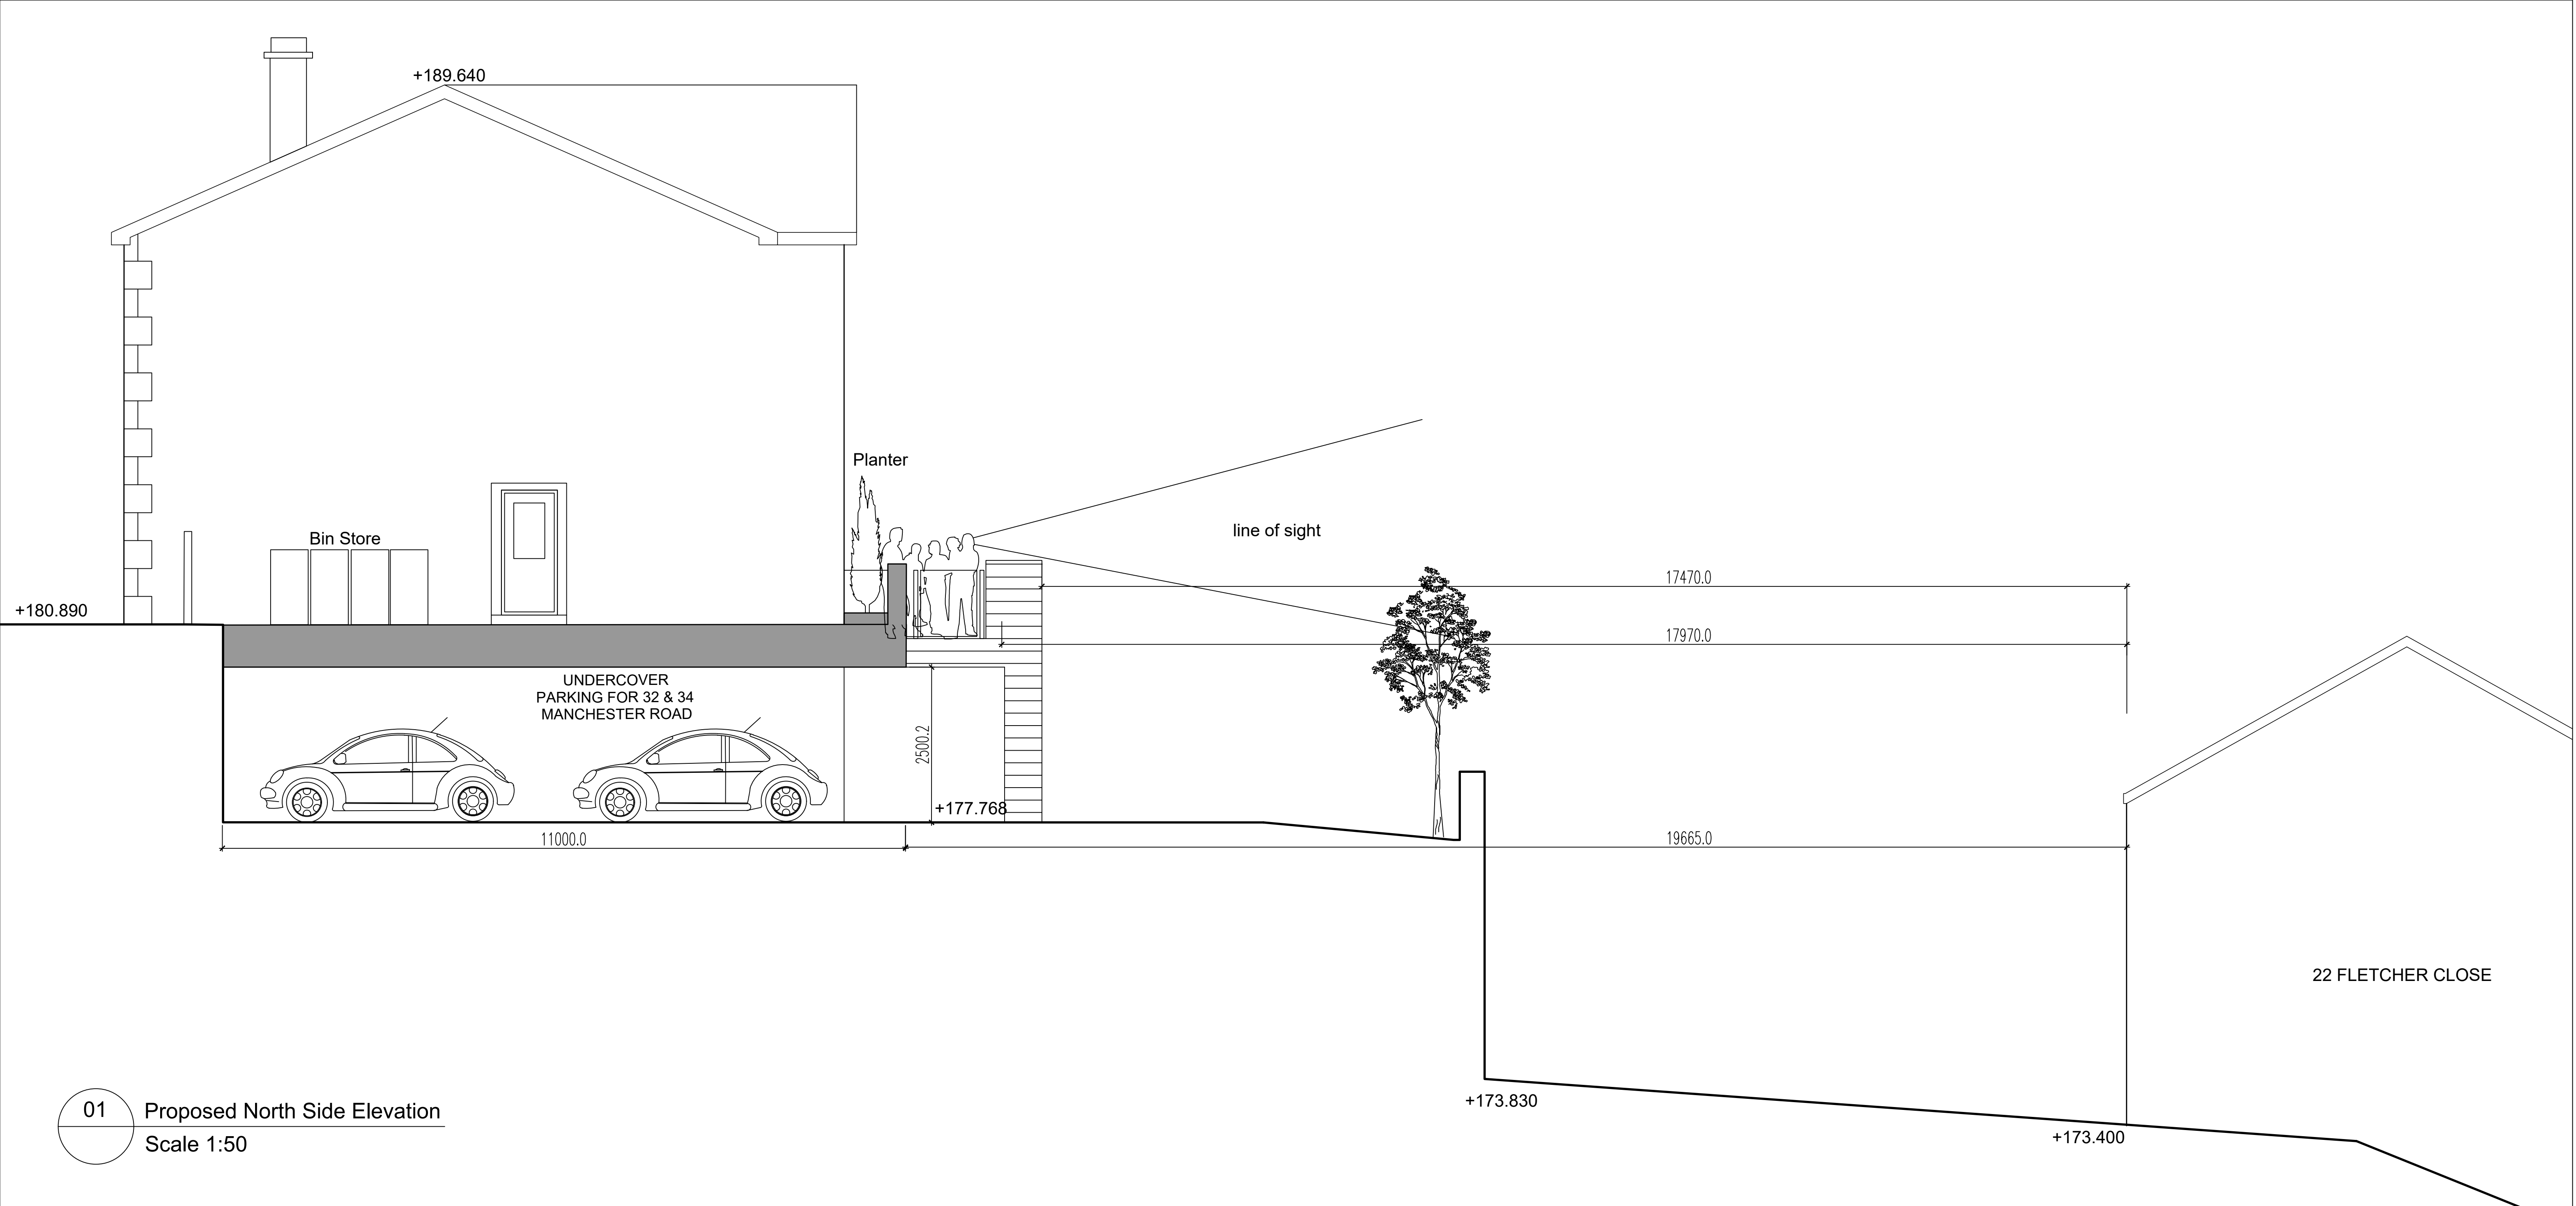 +189.640
Planter
line of sight
Bin Store
17470.0
+180.890
17970.0
UNDERCOVER
PARKING FOR 32 & 34
MANCHESTER ROAD
2500.2
+177.768
11000.0
19665.0
22 FLETCHER CLOSE
+173.830
01
Proposed North Side Elevation
Scale 1:50
+173.400